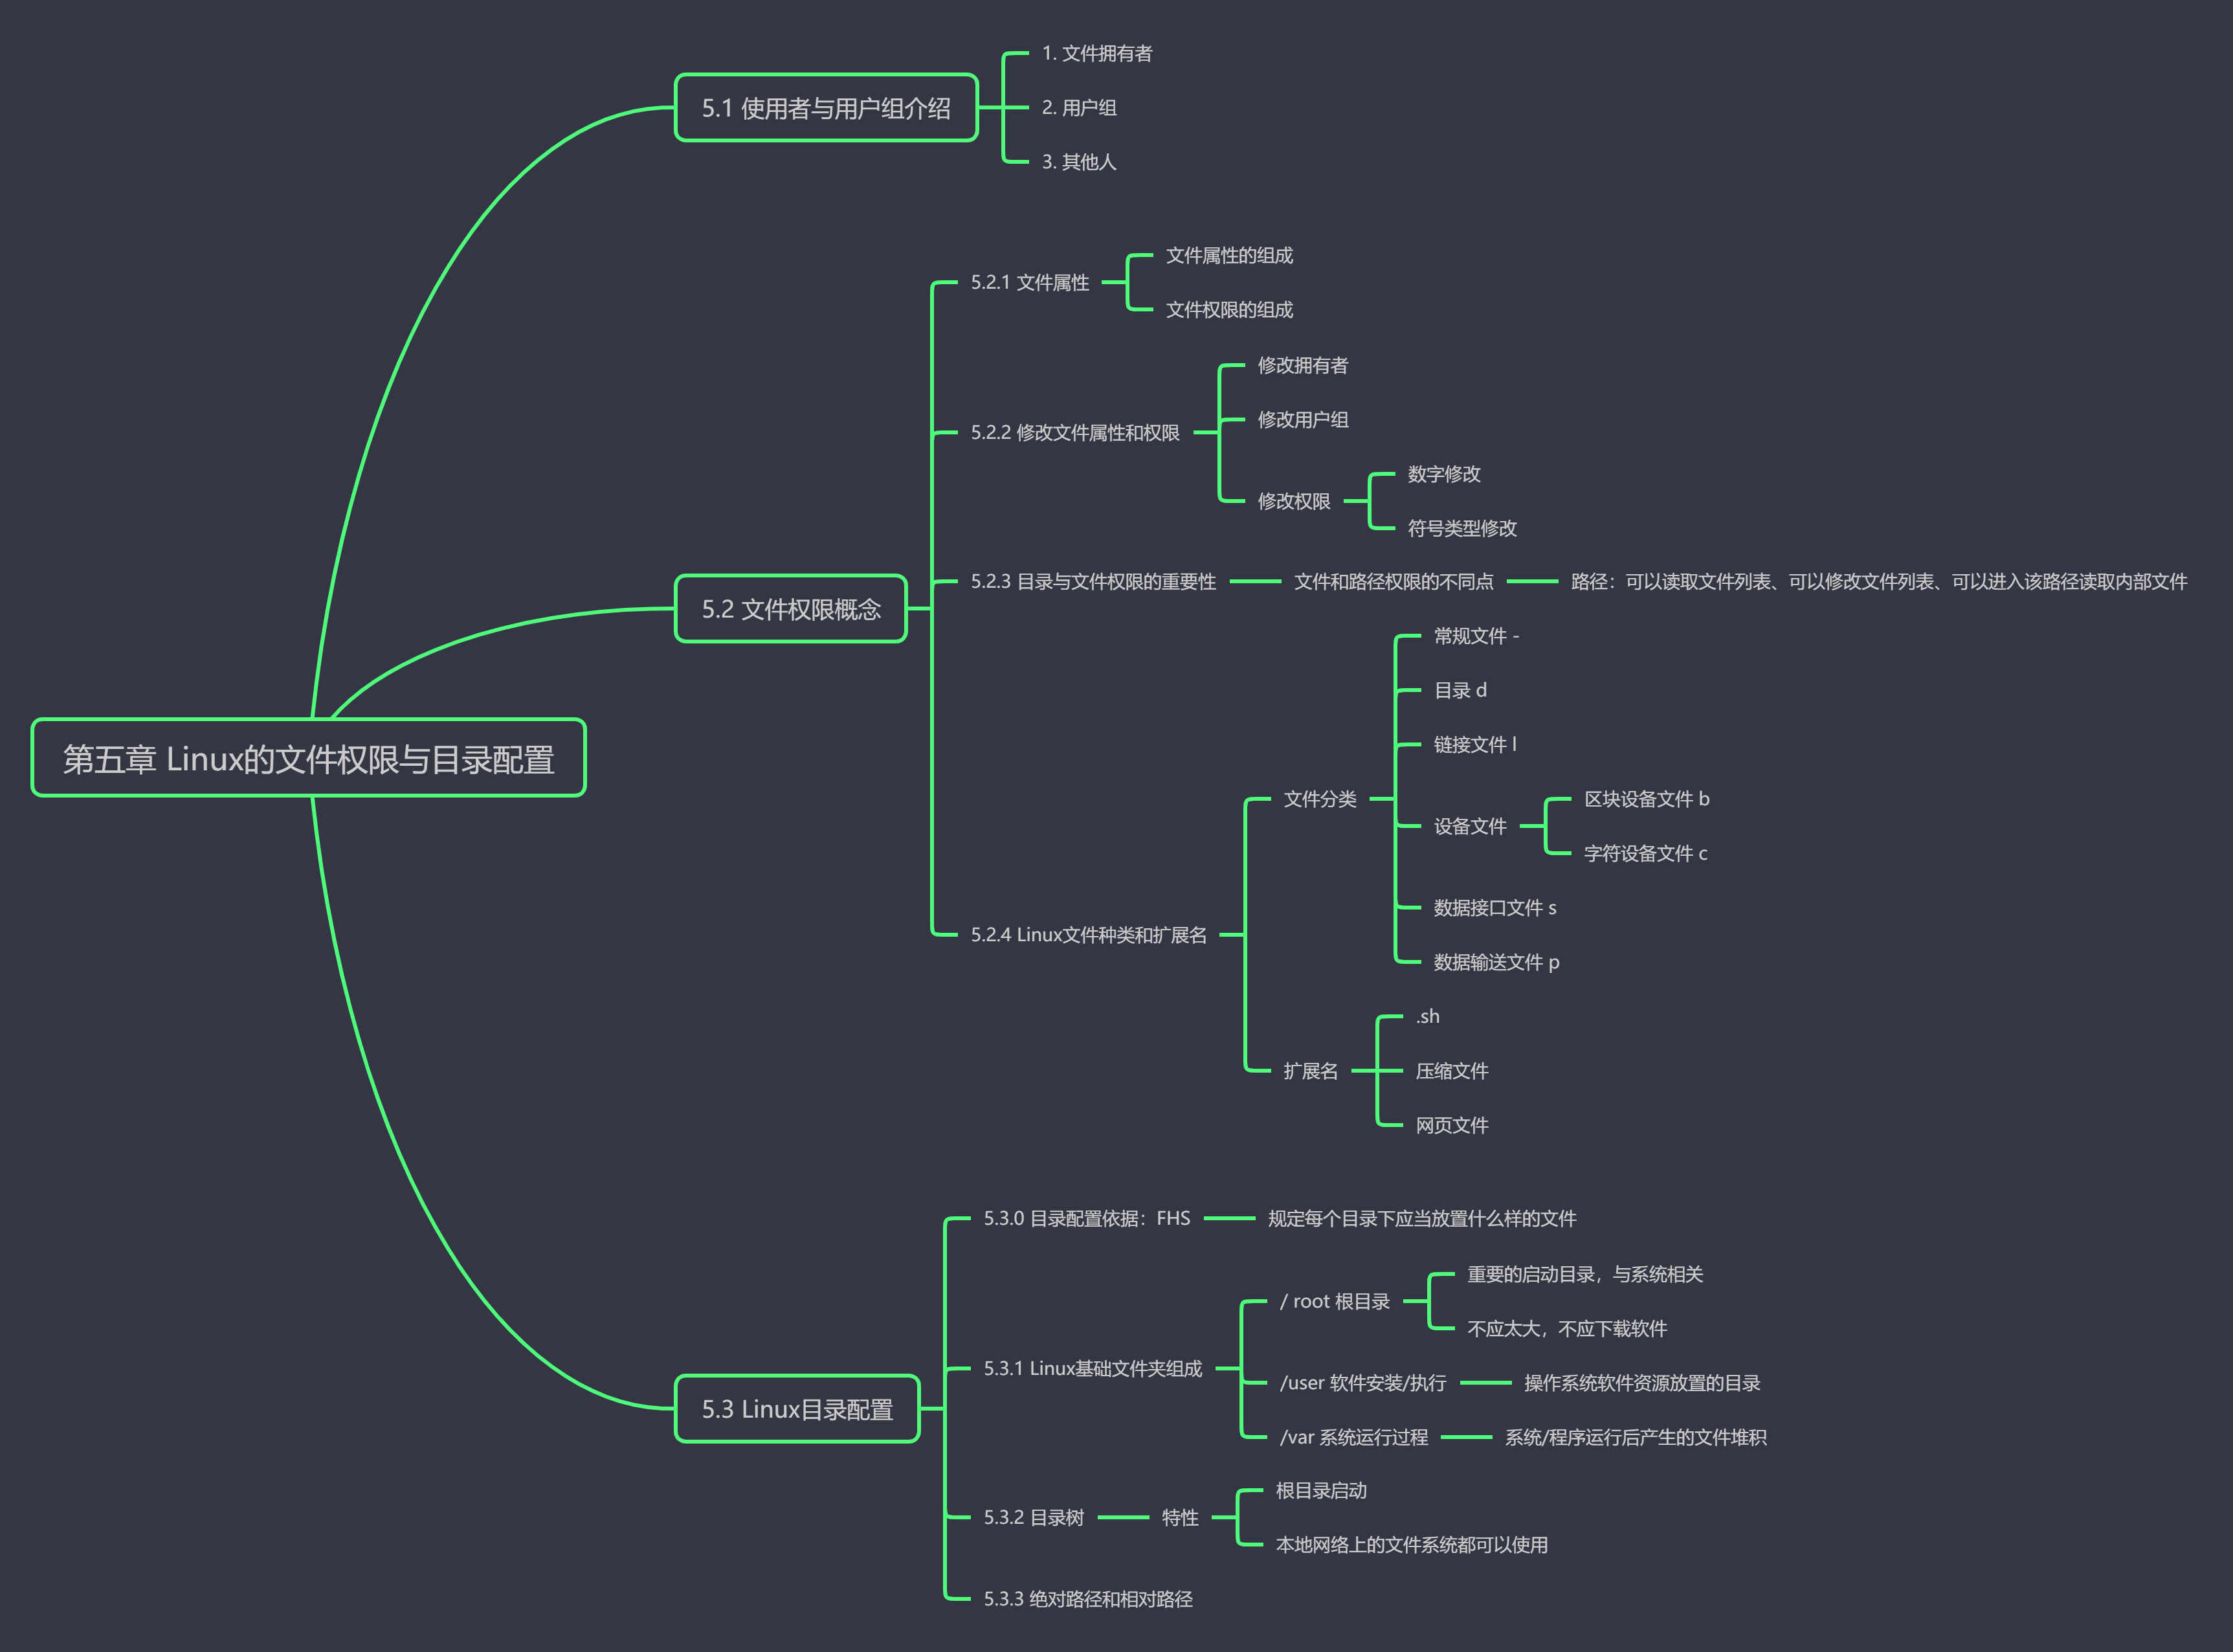 第五章 Linux的文件权限与目录配置
5.1 使用者与用户组介绍
1. 文件拥有者
2. 用户组
3. 其他人
5.2 文件权限概念
5.2.1 文件属性
文件属性的组成
文件权限的组成
5.2.2 修改文件属性和权限
修改拥有者
修改用户组
修改权限
数字修改
符号类型修改
5.2.3 目录与文件权限的重要性
文件和路径权限的不同点
路径：可以读取文件列表、可以修改文件列表、可以进入该路径读取内部文件
5.2.4 Linux文件种类和扩展名
文件分类
常规文件 -
目录 d
链接文件 l
设备文件
区块设备文件 b
字符设备文件 c
数据接口文件 s
数据输送文件 p
扩展名
.sh
压缩文件
网页文件
5.3 Linux目录配置
5.3.0 目录配置依据：FHS
规定每个目录下应当放置什么样的文件
5.3.1 Linux基础文件夹组成
/ root 根目录
重要的启动目录，与系统相关
不应太大，不应下载软件
/user 软件安装/执行
操作系统软件资源放置的目录
/var 系统运行过程
系统/程序运行后产生的文件堆积
5.3.2 目录树
特性
根目录启动
本地网络上的文件系统都可以使用
5.3.3 绝对路径和相对路径